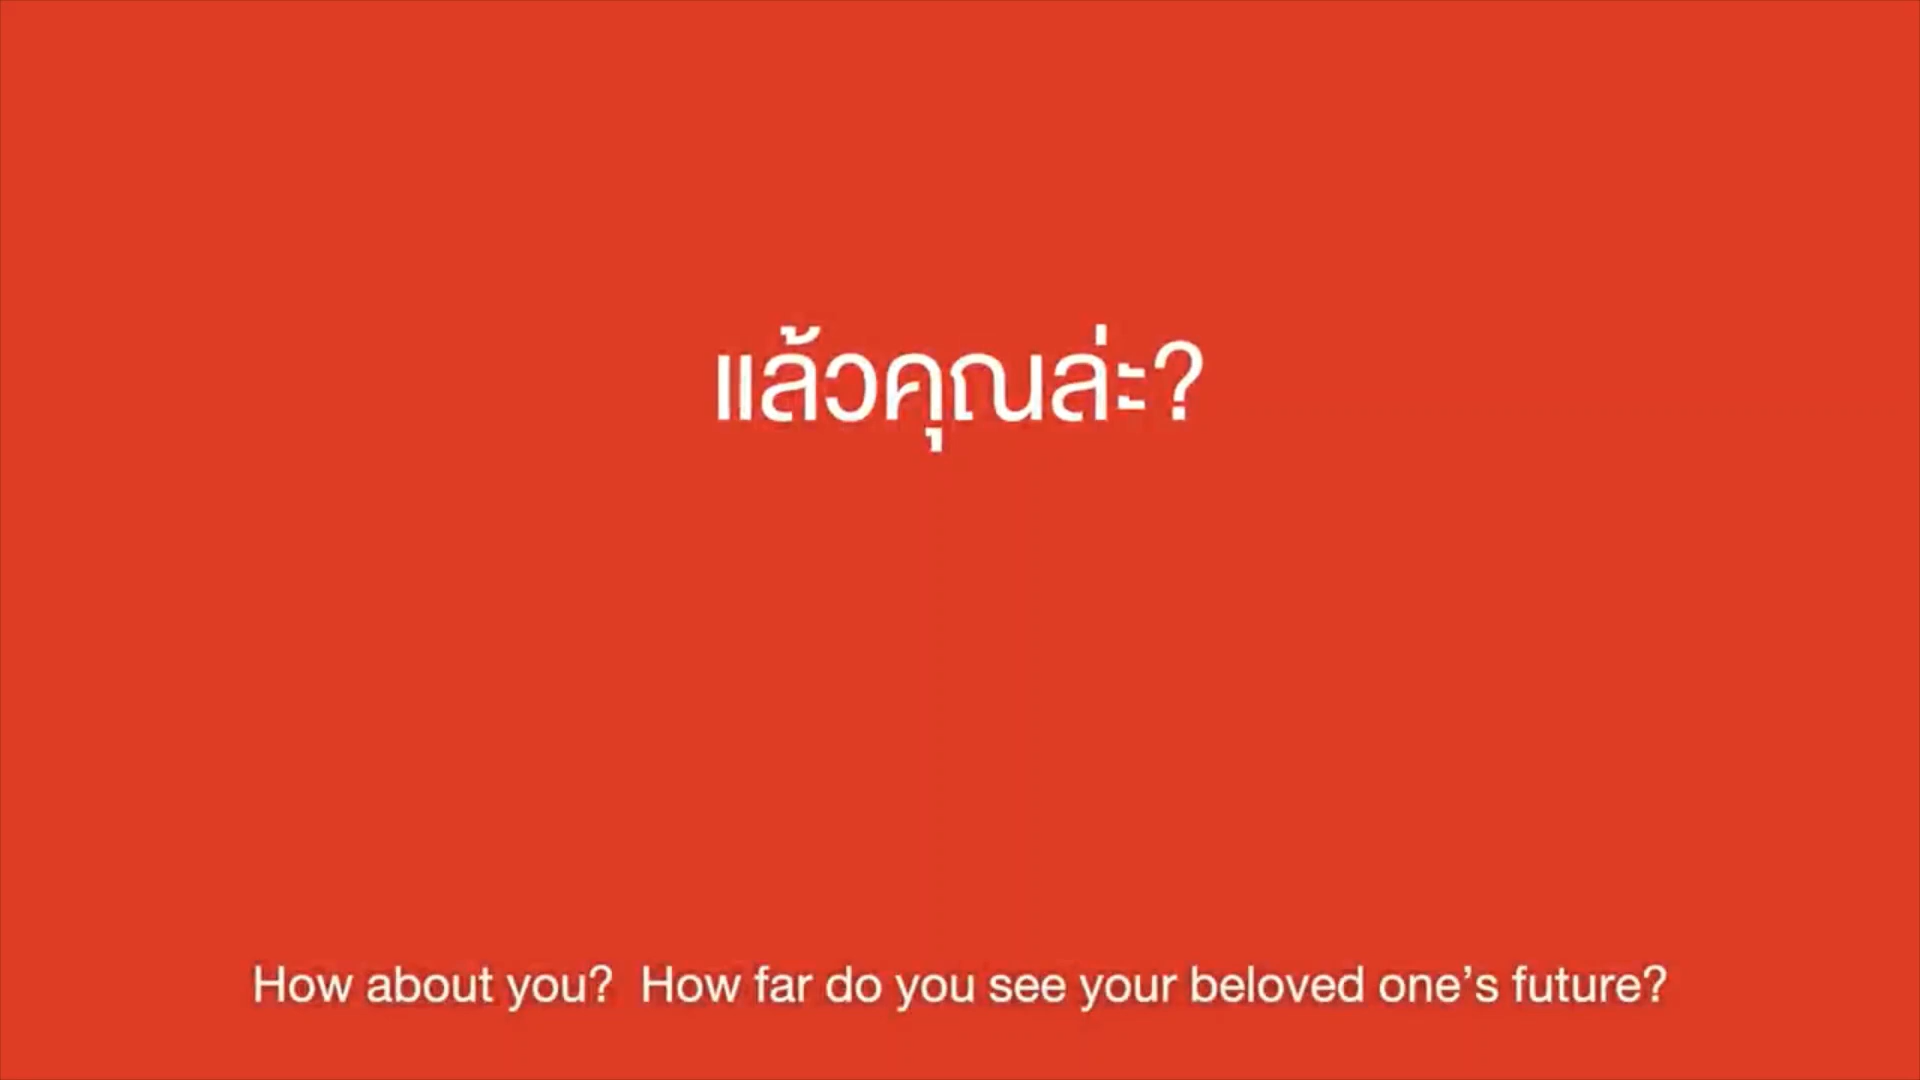 แล้วคุณล่ะ?
How about you?  How far do you see your beloved one’s future?